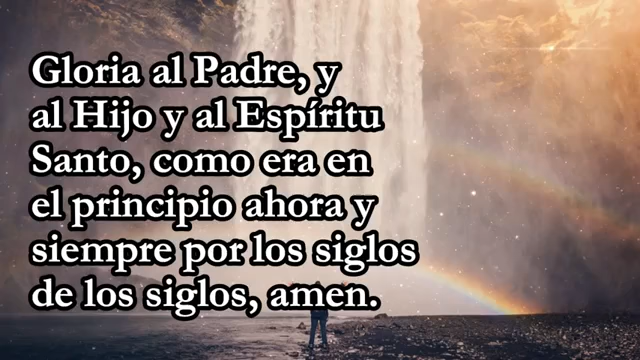 Gloria al Padre, y
al Hijo y al Espíritu
Santo, como era en
el principio ahora y
siempre por los siglos
de los siglos, amen.